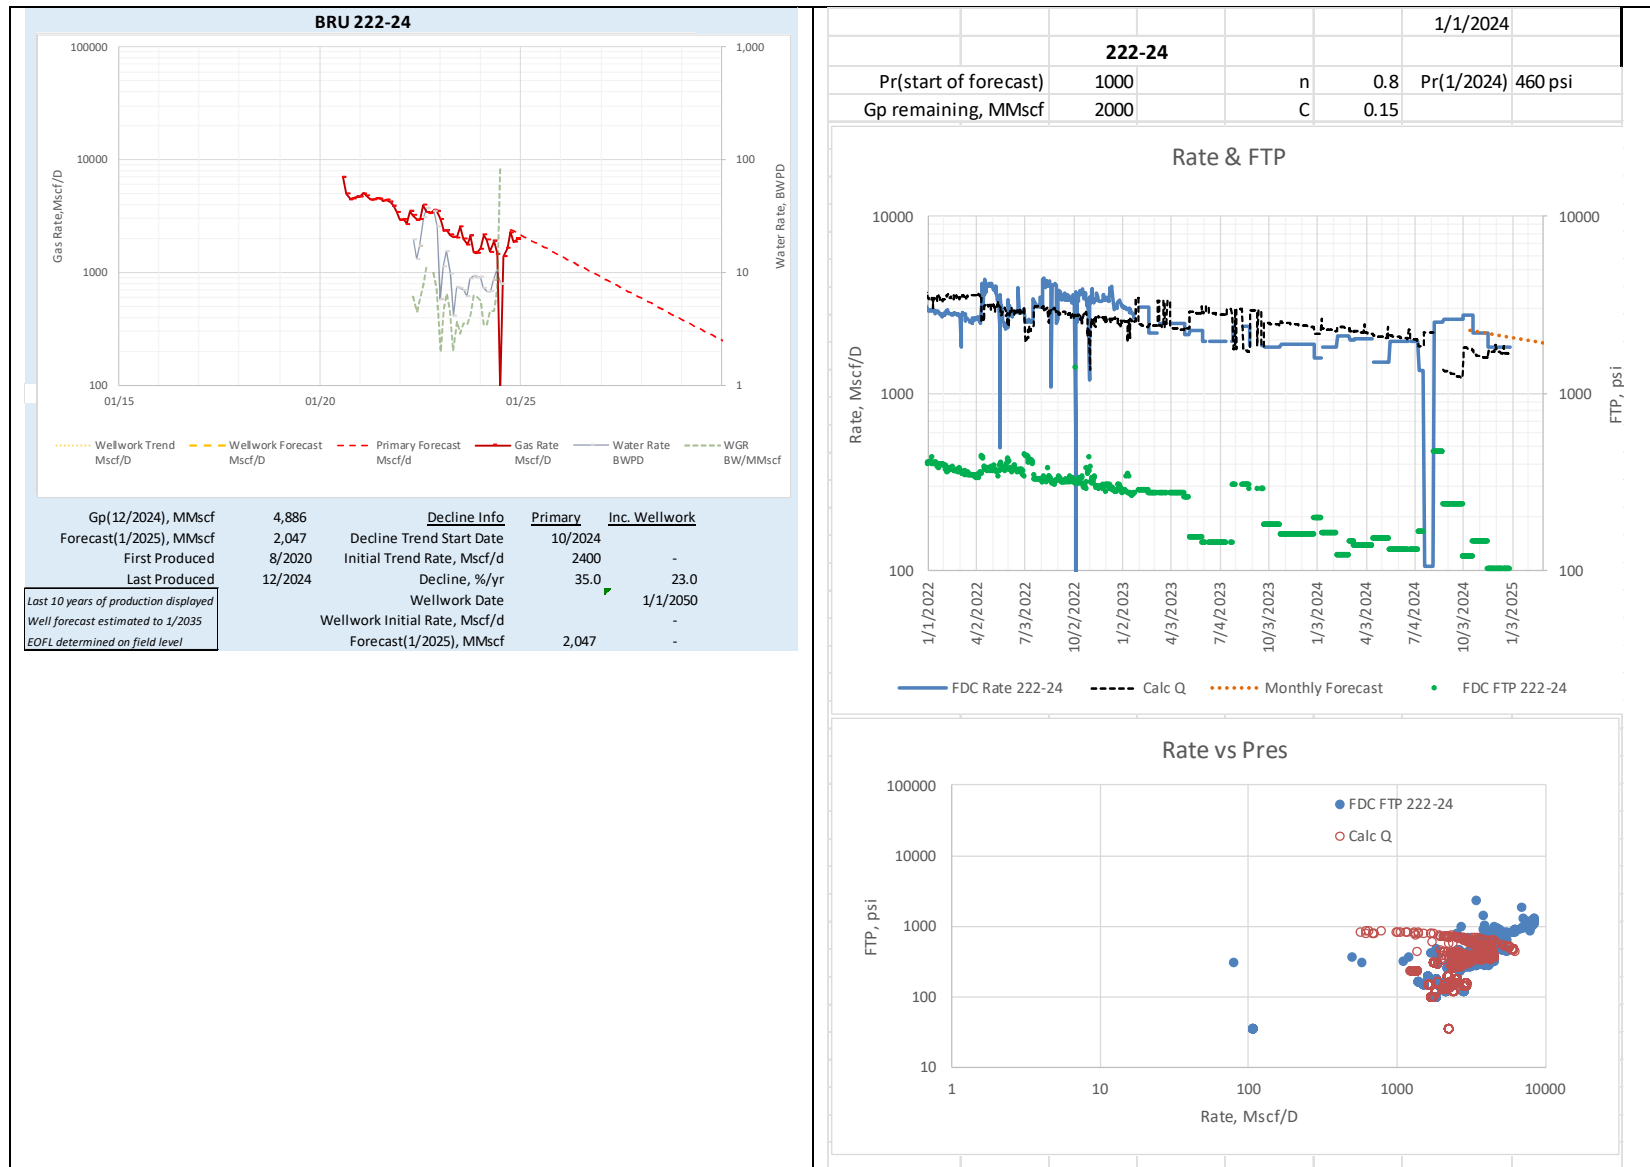 BRU 222-24
100000
10000
1000
100
Gas Rate,Mscf/D
1,000
100
10
1
Water Rate, BWPD
01/15
01/20
01/25
Wellwork Trend Mscf/D
Wellwork Forecast Mscf/D
Primary Forecast Mscf/d
Gas Rate Mscf/D
Water Rate BWPD
WGR BW/MMscf
Gp(12/2024), MMscf 4,886 Decline Info Primary Inc. Wellwork
Forecast(1/2025), MMscf 2,047 Decline Trend Start Date 10/2024
First Produced 8/2020 Initial Trend Rate, Mscf/d 2400 -
Last Produced 12/2024 Decline, %/yr 35.0 23.0
Last 10 years of production displayed Wellwork Date 1/1/2050
Well forecast estimated to 1/2035 Wellwork Initial Rate, Mscf/d -
EOFL determined on field level Forecast(1/2025), MMscf 2,047 -
1/1/2024
222-24
Pr(start of forecast) 1000 n 0.8 Pr(1/2024) 460 psi
Gp remaining, MMscf 2000 C 0.15
Rate & FTP
10000
1000
100
Rate, Mscf/D
10000
1000
100
FTP, psi
1/1/2022
4/2/2022
7/3/2022
10/2/2022
1/2/2023
4/3/2023
7/4/2023
10/3/2023
1/3/2024
4/3/2024
7/4/2024
10/3/2024
1/3/2025
FDC Rate 222-24
Calc Q
Monthly Forecast
FDC FTP 222-24
Rate vs Pres
100000
10000
1000
100
10
FTP, psi
FDC FTP 222-24
Calc Q
1
10
100
1000
10000
Rate, Mscf/D